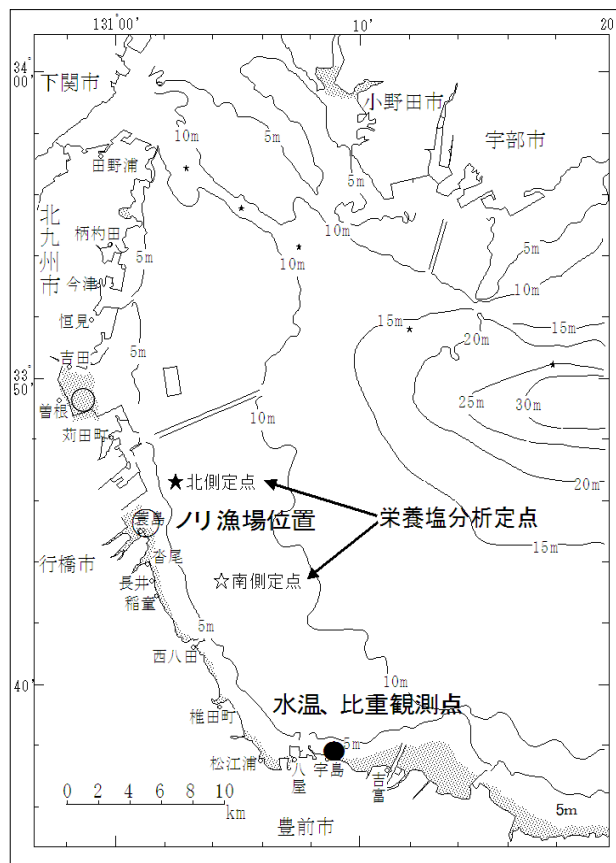 131°00′
10′
20
34°
00′
下関市
小野田市
宇部市
10m
5m
5m
田野浦
北九州市
柄杓田
10m
5m
10m
5m
10m
今津
恒見
15m
15m
20m
5m
吉田
50′
25m
30m
曽根
10m
苅田町
20m
★北側定点
蓑島
ノリ漁場位置
栄養塩分析定点
15m
沓尾
行橋市
長井
☆南側定点
稲童
5m
西八田
40′
10m
椎田町
水温、比重観測点
5m
松江浦
八屋
宇島
吉富
0 2 4 6 8 10
km
5m
豊前市